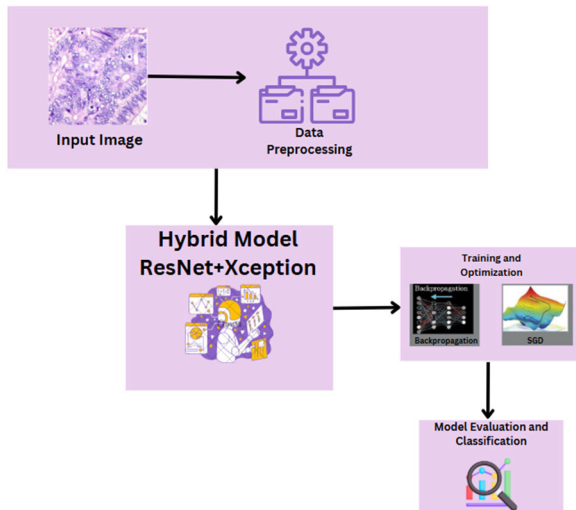 Input Image
Data
Preprocessing
Hybrid Model
ResNet+Xception
Training and
Optimization
Backpropagation
Backpropagation
SGD
Model Evaluation and
Classification